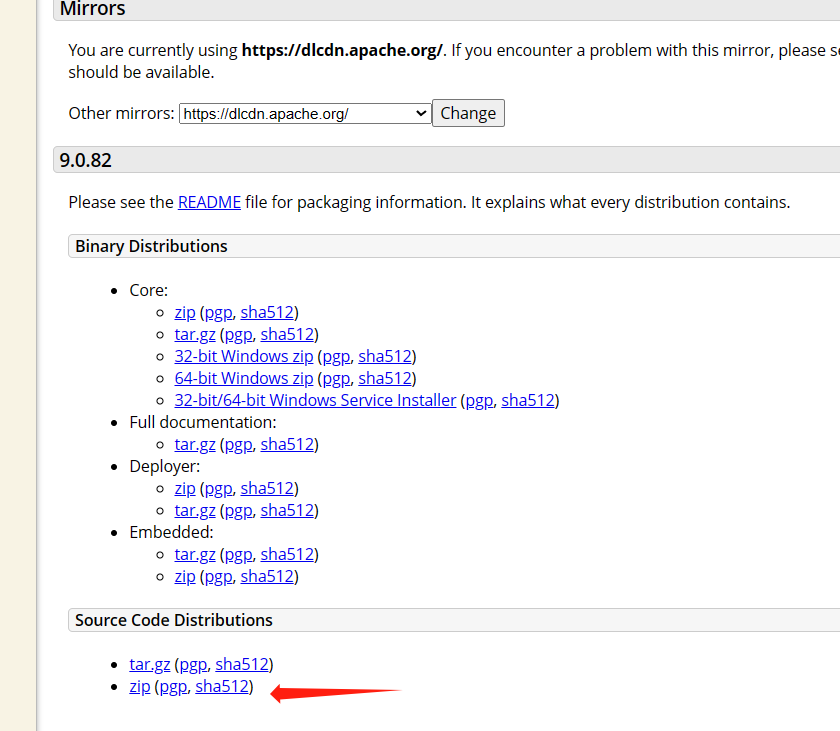 Mirrors
You are currently using https://dlcdn.apache.org/. If you encounter a problem with this mirror, please
should be available.
Other mirrors: https://dlcdn.apache.org/ Change
9.0.82
Please see the README file for packaging information. It explains what every distribution contains.
Binary Distributions
Core:
zip (pgp, sha512)
tar.gz (pgp, sha512)
32-bit Windows zip (pgp, sha512)
64-bit Windows zip (pgp, sha512)
32-bit/64-bit Windows Service Installer (pgp, sha512)
Full documentation:
tar.gz (pgp, sha512)
Deployer:
zip (pgp, sha512)
tar.gz (pgp, sha512)
Embedded:
tar.gz (pgp, sha512)
zip (pgp, sha512)
Source Code Distributions
tar.gz (pgp, sha512)
zip (pgp, sha512)